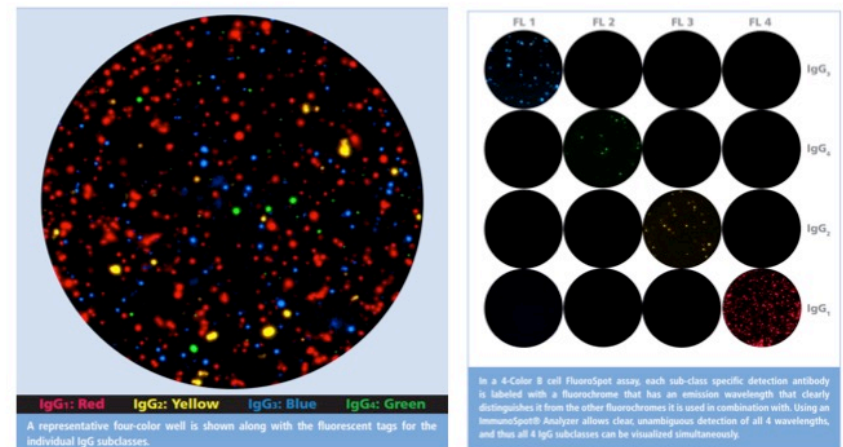 IgG₁: Red IgG₂: Yellow IgG₃: Blue IgG₄: Green
A representative four-color well is shown along with the fluorescent tags for the
individual IgG subclasses.
FL 1 FL 2 FL 3 FL 4
IgG₃
IgG₄
IgG₂
IgG₁
In a 4-Color B cell FluoroSpot assay, each sub-class specific detection antibody
is labeled with a fluorochrome that has an emission wavelength that clearly
distinguishes it from the other fluorochromes it is used in combination with. Using an
ImmunoSpot® Analyzer allows clear, unambiguous detection of all 4 wavelengths,
and thus all 4 IgG subclasses can be visualized simultaneously.